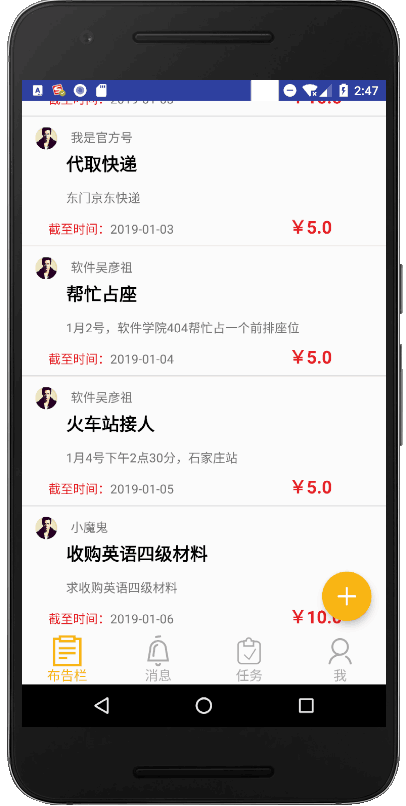 2:47
截至时间:
我是官方号
代取快递
东门京东快递
截至时间：2019-01-03 ￥5.0
软件吴彦祖
帮忙占座
1月2号，软件学院404帮忙占一个前排座位
截至时间：2019-01-04 ￥5.0
软件吴彦祖
火车站接人
1月4号下午2点30分，石家庄站
截至时间：2019-01-05 ￥5.0
小魔鬼
收购英语四级材料
求收购英语四级材料
截至时间：2019-01-06 ￥10.0
布告栏 消息 任务 我